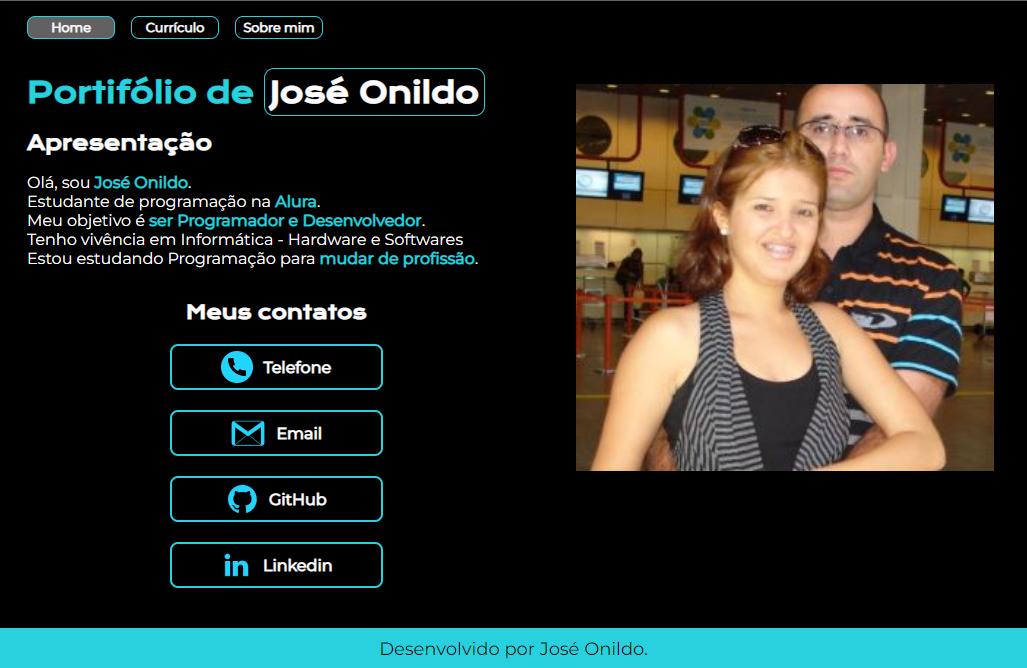 Home
Currículo
Sobre mim
Portifólio de José Onildo
Apresentação
Olá, sou José Onildo.
Estudante de programação na Alura.
Meu objetivo é ser Programador e Desenvolvedor.
Tenho vivência em Informática - Hardware e Softwares
Estou estudando Programação para mudar de profissão.
Meus contatos
Telefone
Email
GitHub
Linkedin
Desenvolvido por José Onildo.